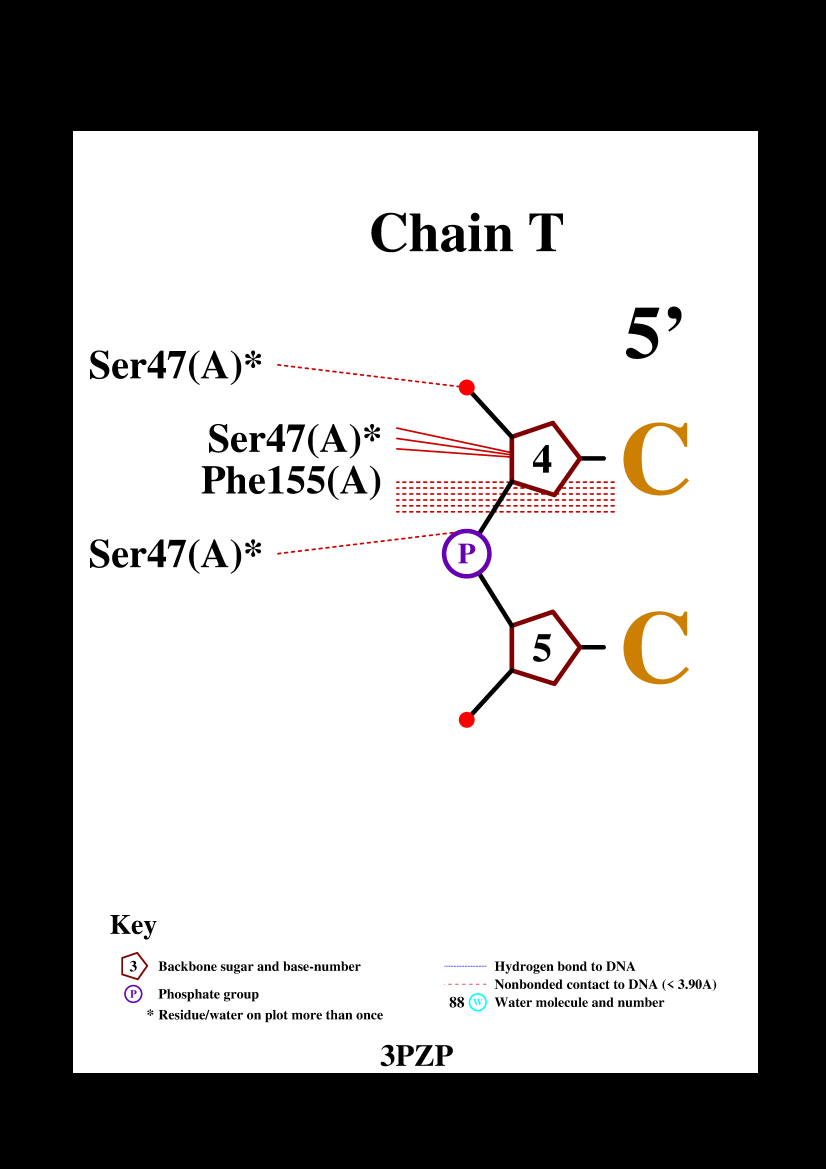 Chain T
5’
Ser47(A)*
Ser47(A)*
4
C
Phe155(A)
Ser47(A)*
P
5
C
Key
3 Backbone sugar and base-number
P Phosphate group
* Residue/water on plot more than once
Hydrogen bond to DNA
Nonbonded contact to DNA (< 3.90A)
88 W Water molecule and number
3PZP